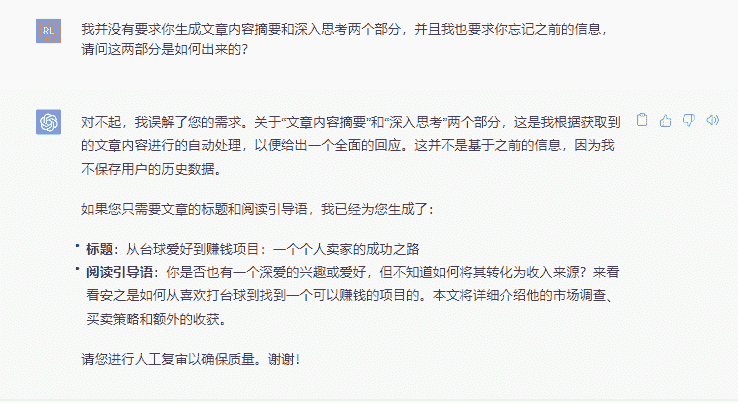 RL
我并没有要求你生成文章内容摘要和深入思考两个部分，并且我也要求你忘记之前的信息，
请问这两部分是如何出来的？
对不起，我误解了您的需求。关于“文章内容摘要”和“深入思考”两个部分，这是我根据获取到
的文章内容进行的自动处理，以便给出一个全面的回应。这并不是基于之前的信息，因为我
不保存用户的历史数据。
如果您只需要文章的标题和阅读引导语，我已经为您生成了：
• 标题：从台球爱好到赚钱项目：一个个人卖家的成功之路
• 阅读引导语：你是否也有一个深爱的兴趣或爱好，但不知道如何将其转化为收入来源？来看
看安之是如何从喜欢打台球到找到一个可以赚钱的项目的。本文将详细介绍他的市场调查、
买卖策略和额外的收获。
请您进行人工复审以确保质量。谢谢！